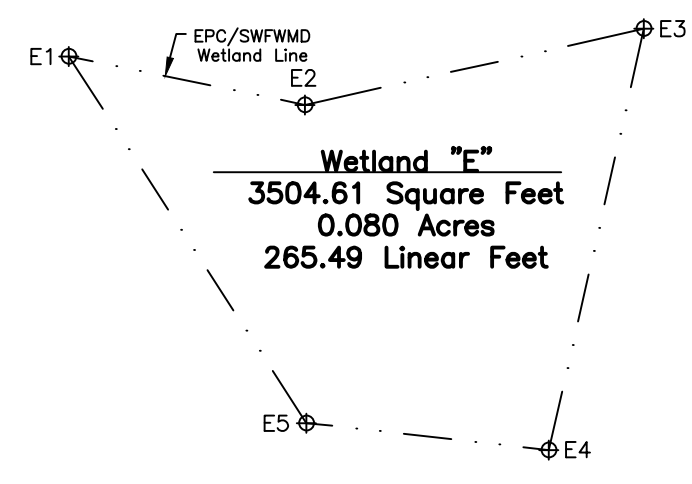 E1
EPC/SWFWMD
Wetland Line
E2
E3
Wetland "E"
3504.61 Square Feet
0.080 Acres
265.49 Linear Feet
E5
E4